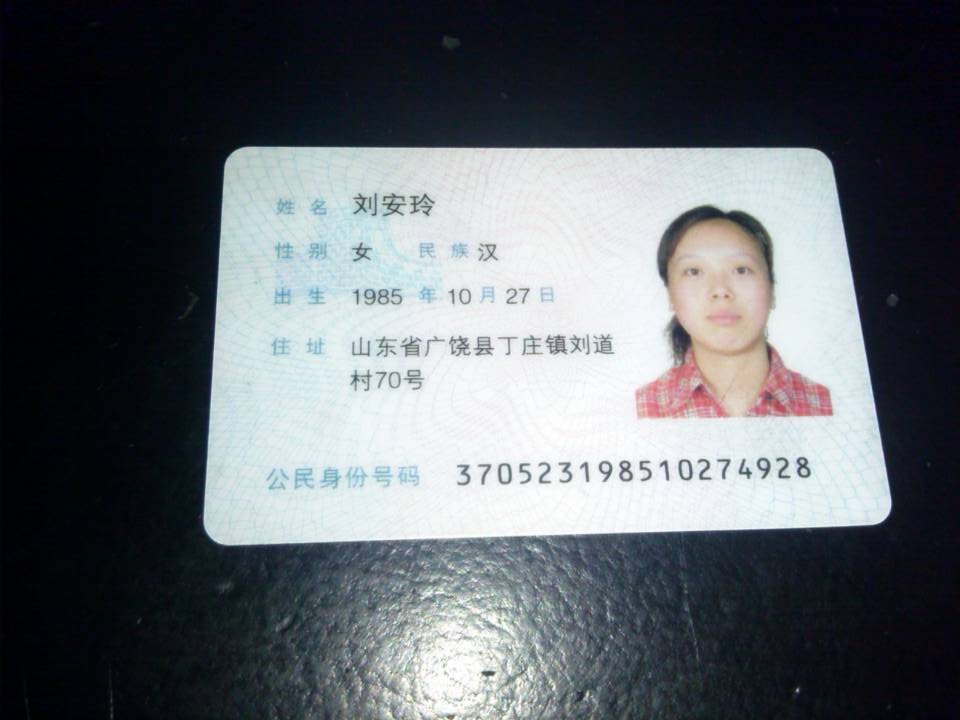 姓名 刘安玲
性别 女 民族 汉
出生 1985 年 10 月 27 日
住址 山东省广饶县丁庄镇刘道
村70号
公民身份号码 370523198510274928